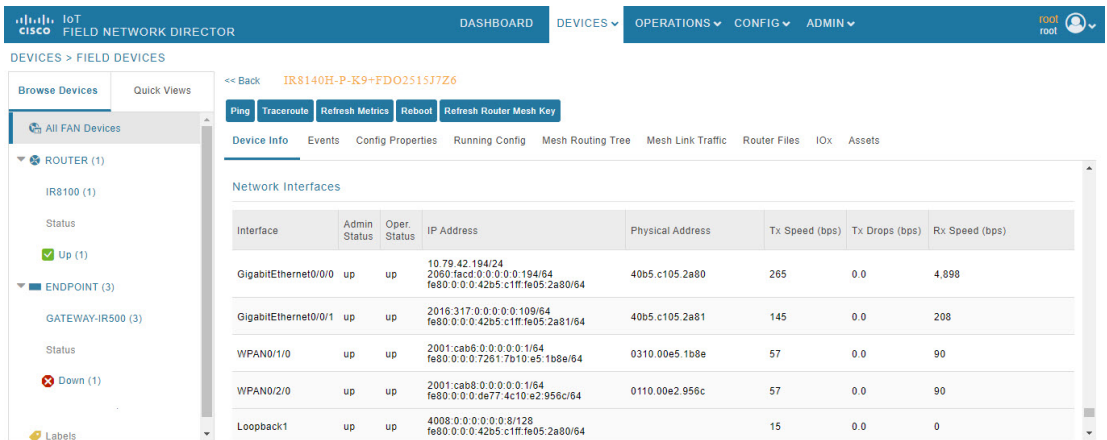 IoT
cisco FIELD NETWORK DIRECTOR
DASHBOARD DEVICES OPERATIONS CONFIG ADMIN
root
root
DEVICES > FIELD DEVICES
Browse Devices Quick Views
All FAN Devices
ROUTER (1)
IR8100 (1)
Status
Up (1)
ENDPOINT (3)
GATEWAY-IR500 (3)
Status
Down (1)
Labels
<< Back IR8140H-P-K9+FDO2515J7Z6
Ping Traceroute Refresh Metrics Reboot Refresh Router Mesh Key
Device Info Events Config Properties Running Config Mesh Routing Tree Mesh Link Traffic Router Files IOx Assets
Network Interfaces
Interface Admin Status Oper. Status IP Address Physical Address Tx Speed (bps) Tx Drops (bps) Rx Speed (bps)
10.79.42.194/24
GigabitEthernet0/0/0 up up 2060:facd:0:0:0:0:0:194/64 40b5.c105.2a80 265 0.0 4,898
fe80:0:0:0:42b5:c1ff:fe05:2a80/64
2016:317:0:0:0:0:0:109/64
GigabitEthernet0/0/1 up up fe80:0:0:0:42b5:c1ff:fe05:2a81/64 40b5.c105.2a81 145 0.0 208
2001:cab6:0:0:0:0:0:1/64
WPAN0/1/0 up up fe80:0:0:0:7261:7b10:e5:1b8e/64 0310.00e5.1b8e 57 0.0 90
2001:cab8:0:0:0:0:0:1/64
WPAN0/2/0 up up fe80:0:0:0:de77:4c10:e2:956c/64 0110.00e2.956c 57 0.0 90
4008:0:0:0:0:0:0:8/128
Loopback1 up up fe80:0:0:0:42b5:c1ff:fe05:2a80/64 15 0.0 0